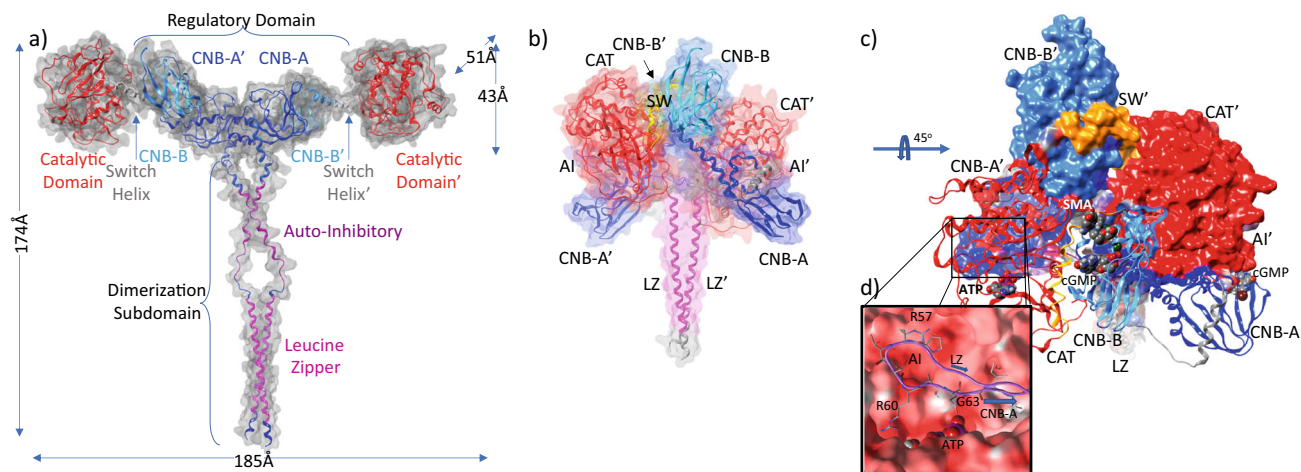 a)
Regulatory Domain
CNB-A’
CNB-A
51Å
43Å
174Å
Catalytic
Domain
Switch
Helix
CNB-B
CNB-B’
Switch
Helix’
Catalytic
Domain’
Auto-Inhibitory
Dimerization
Subdomain
Leucine
Zipper
185Å
b)
CNB-B’
CNB-B
CAT
SW
CAT’
AI
AI’
CNB-A’
CNB-A
LZ
LZ’
c)
45°
CNB-B’
SW’
CAT’
CNB-A’
SMA
AI’
cGMP
cGMP
ATP
CNB-A
CAT
CNB-B
LZ
d)
R57
AI
LZ
R60
G63
CNB-A
ATP